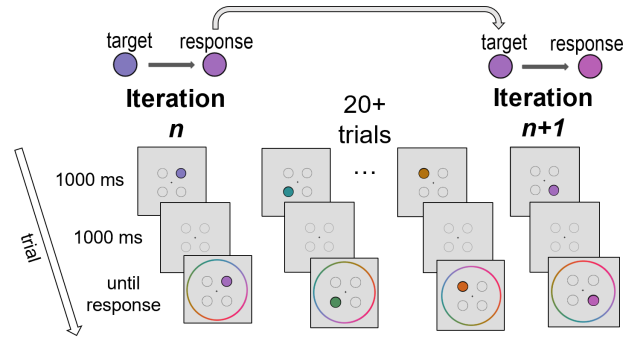 target response
target response
Iteration
n
20+
trials
Iteration
n+1
1000 ms
...
1000 ms
trial
until
response